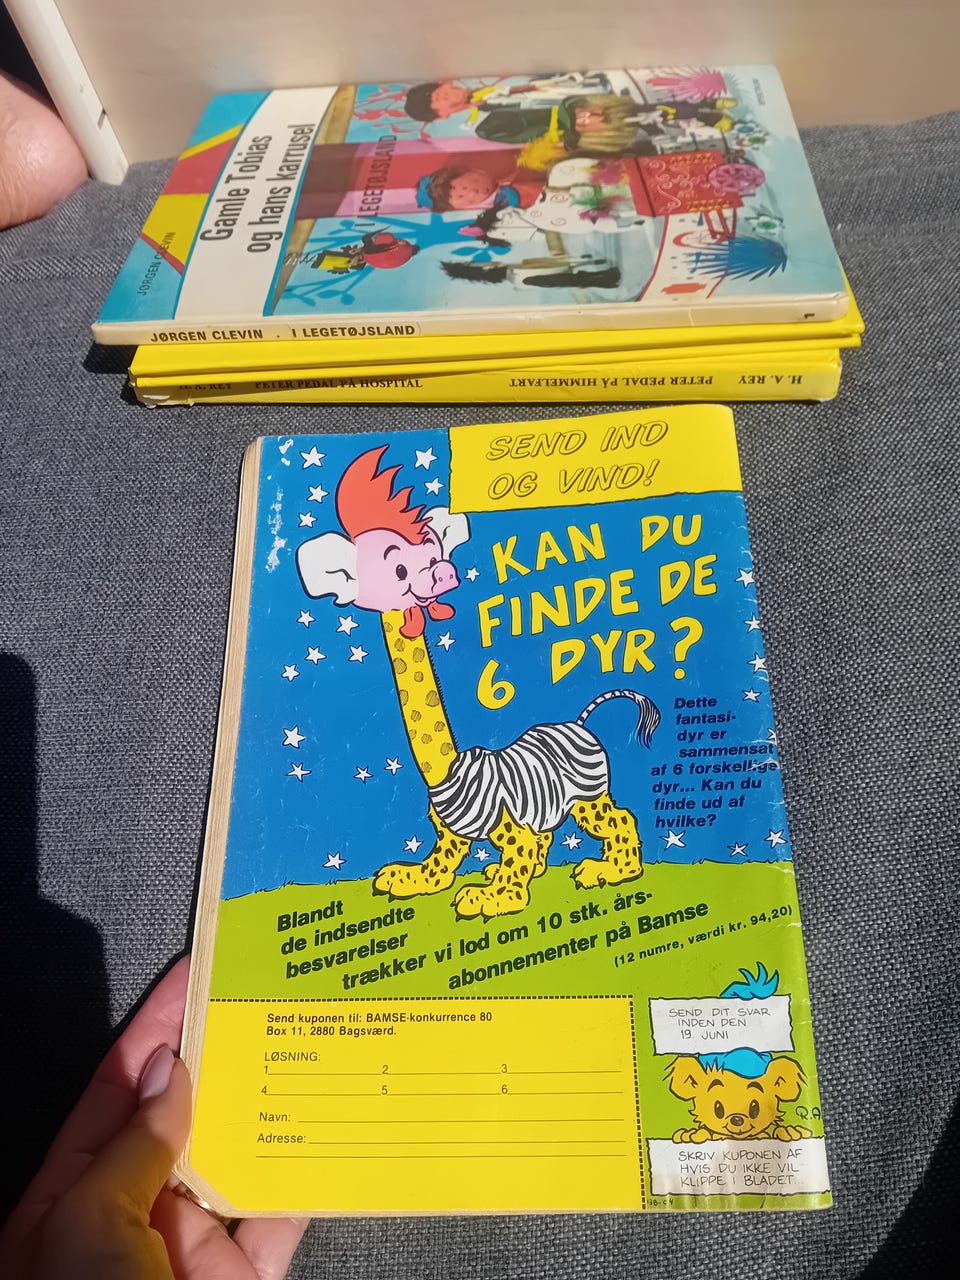 JØRGEN CLEVIN
Gamle Tobias
og hans karrusel
I LEGETØJSLAND
JØRGEN CLEVIN . I LEGETØJSLAND
1
H. A. REY PETER PEDAL PÅ HOSPITAL
H. A. REY PETER PEDAL PÅ HIMMELFART
SEND IND
OG VIND!
KAN DU
FINDE DE
6 DYR?
Dette
fantasi-
dyr er
sammensat
af 6 forskellige
dyr... Kan du
finde ud af
hvilke?
Blandt
de indsendte
besvarelser
trækker vi lod om 10 stk. års-
abonnementer på Bamse
(12 numre, værdi kr. 94,20)
Send kuponen til: BAMSE-konkurrence 80
Box 11, 2880 Bagsværd.
LØSNING:
1 2 3
4 5 6
Navn:
Adresse:
SEND DIT SVAR
INDEN DEN
19. JUNI
R.A
SKRIV KUPONEN AF
HVIS DU IKKE VIL
KLIPPE I BLADET...